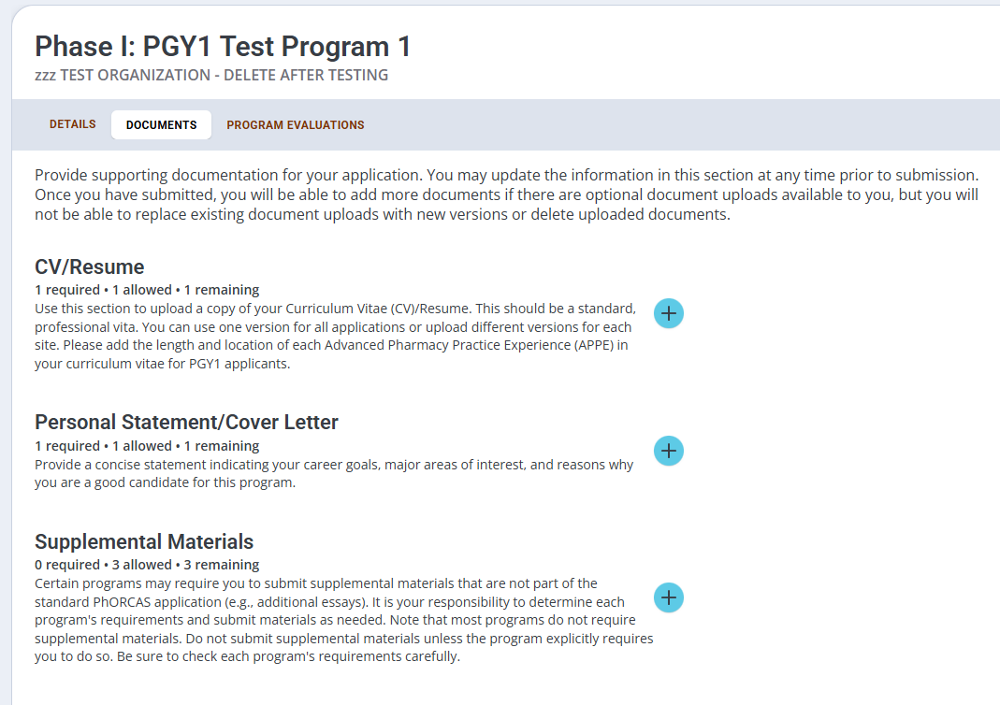 Phase I: PGY1 Test Program 1
zzz TEST ORGANIZATION - DELETE AFTER TESTING
DETAILS DOCUMENTS PROGRAM EVALUATIONS
Provide supporting documentation for your application. You may update the information in this section at any time prior to submission.
Once you have submitted, you will be able to add more documents if there are optional document uploads available to you, but you will
not be able to replace existing document uploads with new versions or delete uploaded documents.
CV/Resume
1 required • 1 allowed • 1 remaining
Use this section to upload a copy of your Curriculum Vitae (CV)/Resume. This should be a standard,
professional vita. You can use one version for all applications or upload different versions for each
site. Please add the length and location of each Advanced Pharmacy Practice Experience (APPE) in
your curriculum vitae for PGY1 applicants.
Personal Statement/Cover Letter
1 required • 1 allowed • 1 remaining
Provide a concise statement indicating your career goals, major areas of interest, and reasons why
you are a good candidate for this program.
Supplemental Materials
0 required • 3 allowed • 3 remaining
Certain programs may require you to submit supplemental materials that are not part of the
standard PhORCAS application (e.g., additional essays). It is your responsibility to determine each
program's requirements and submit materials as needed. Note that most programs do not require
supplemental materials. Do not submit supplemental materials unless the program explicitly requires
you to do so. Be sure to check each program's requirements carefully.